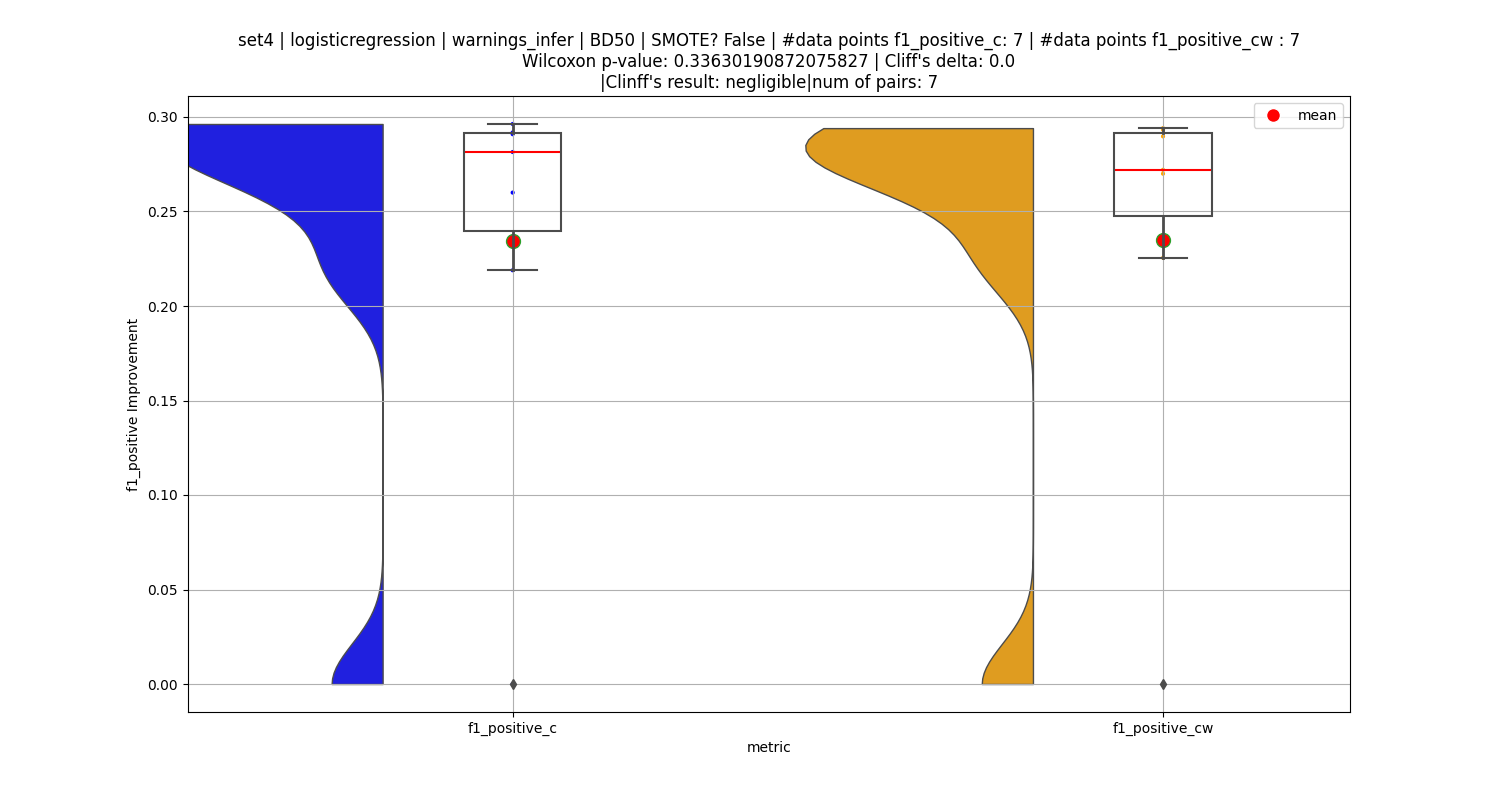 set4 | logisticregression | warnings_infer | BD50 | SMOTE? False | #data points f1_positive_c: 7 | #data points f1_positive_cw : 7
Wilcoxon p-value: 0.33630190872075827 | Cliff's delta: 0.0
|Clinff's result: negligible|num of pairs: 7
mean
0.30
0.25
0.20
0.15
0.10
0.05
0.00
f1_positive Improvement
f1_positive_c
f1_positive_cw
metric